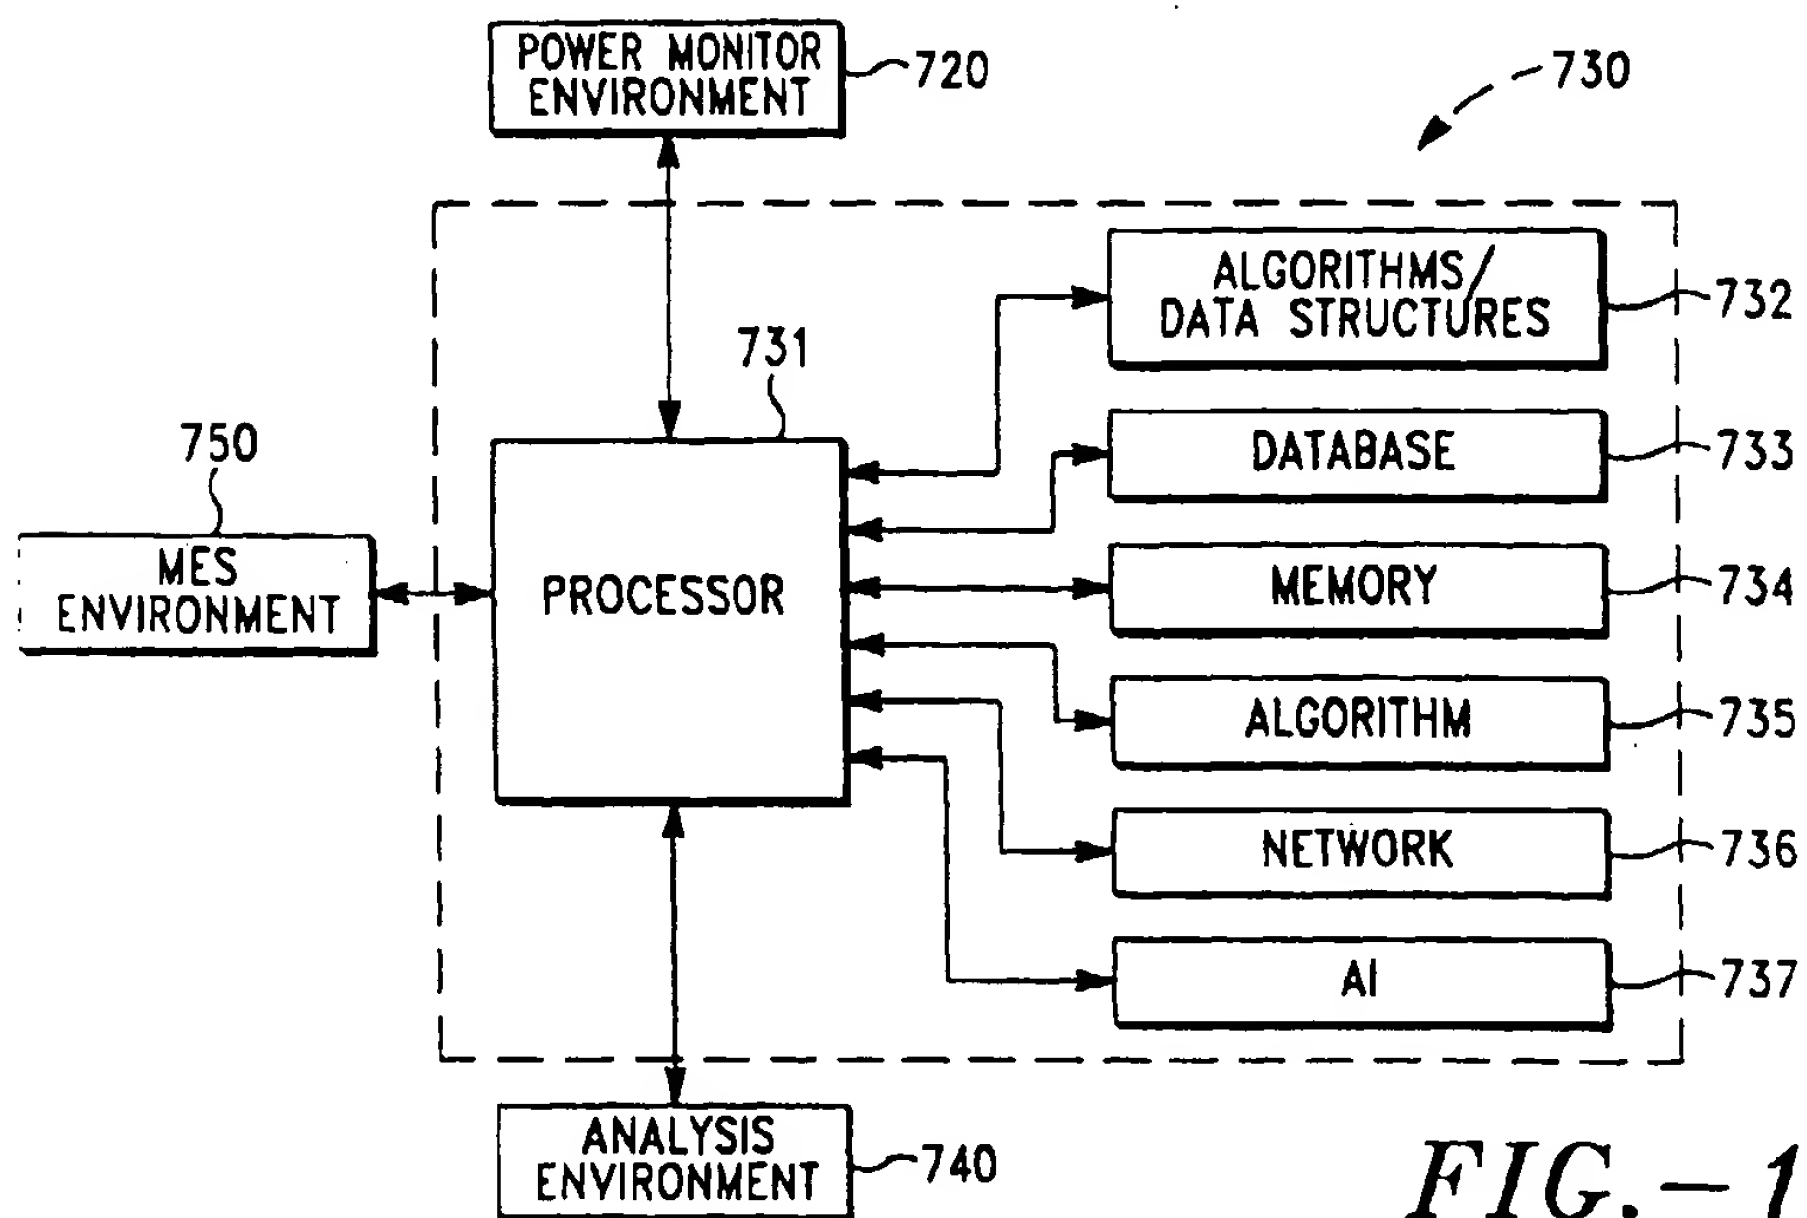 POWER MONITOR
ENVIRONMENT
720
730
ALGORITHMS/
DATA STRUCTURES
732
731
DATABASE
733
750
MES
ENVIRONMENT
PROCESSOR
MEMORY
734
ALGORITHM
735
NETWORK
736
AI
737
ANALYSIS
ENVIRONMENT
740
FIG.-1